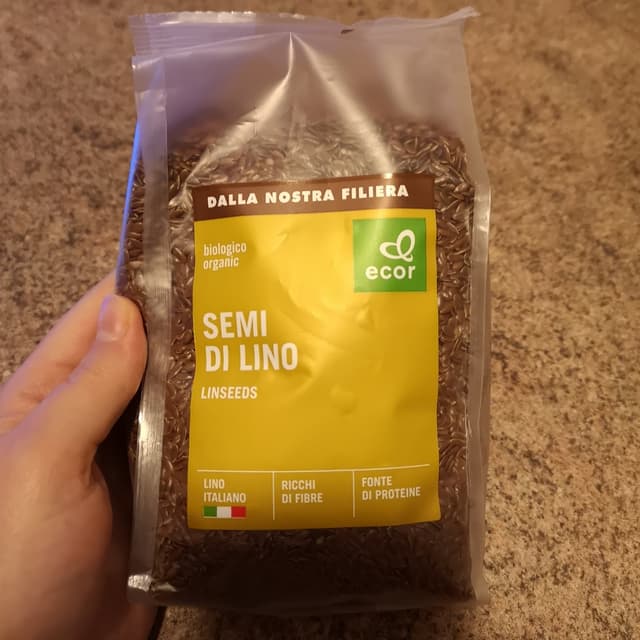 DALLA NOSTRA FILIERA
biologico
organic
ecor
SEMI
DI LINO
LINSEEDS
LINO
ITALIANO
RICCHI
DI FIBRE
FONTE
DI PROTEINE